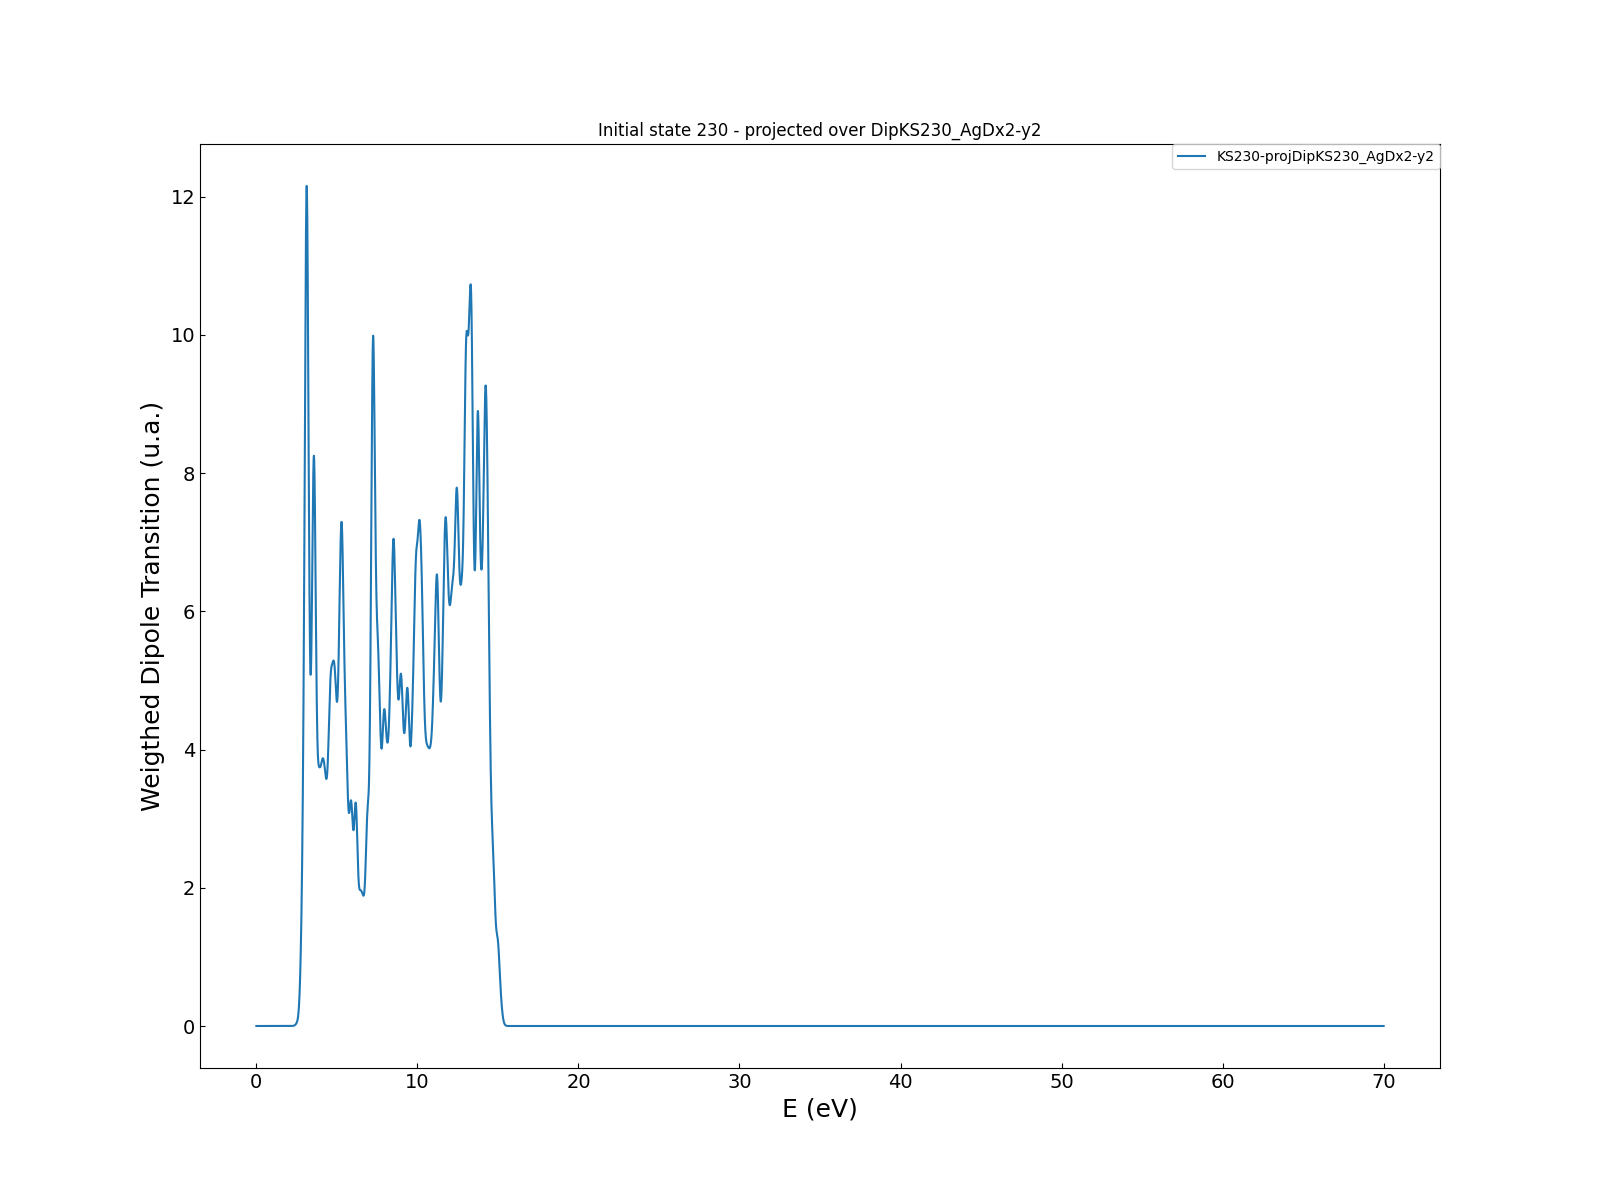 Initial state 230 - projected over DipKS230_AgDx2-y2
KS230-projDipKS230_AgDx2-y2
12
10
8
6
4
2
0
Weigthed Dipole Transition (u.a.)
0 10 20 30 40 50 60 70
E (eV)